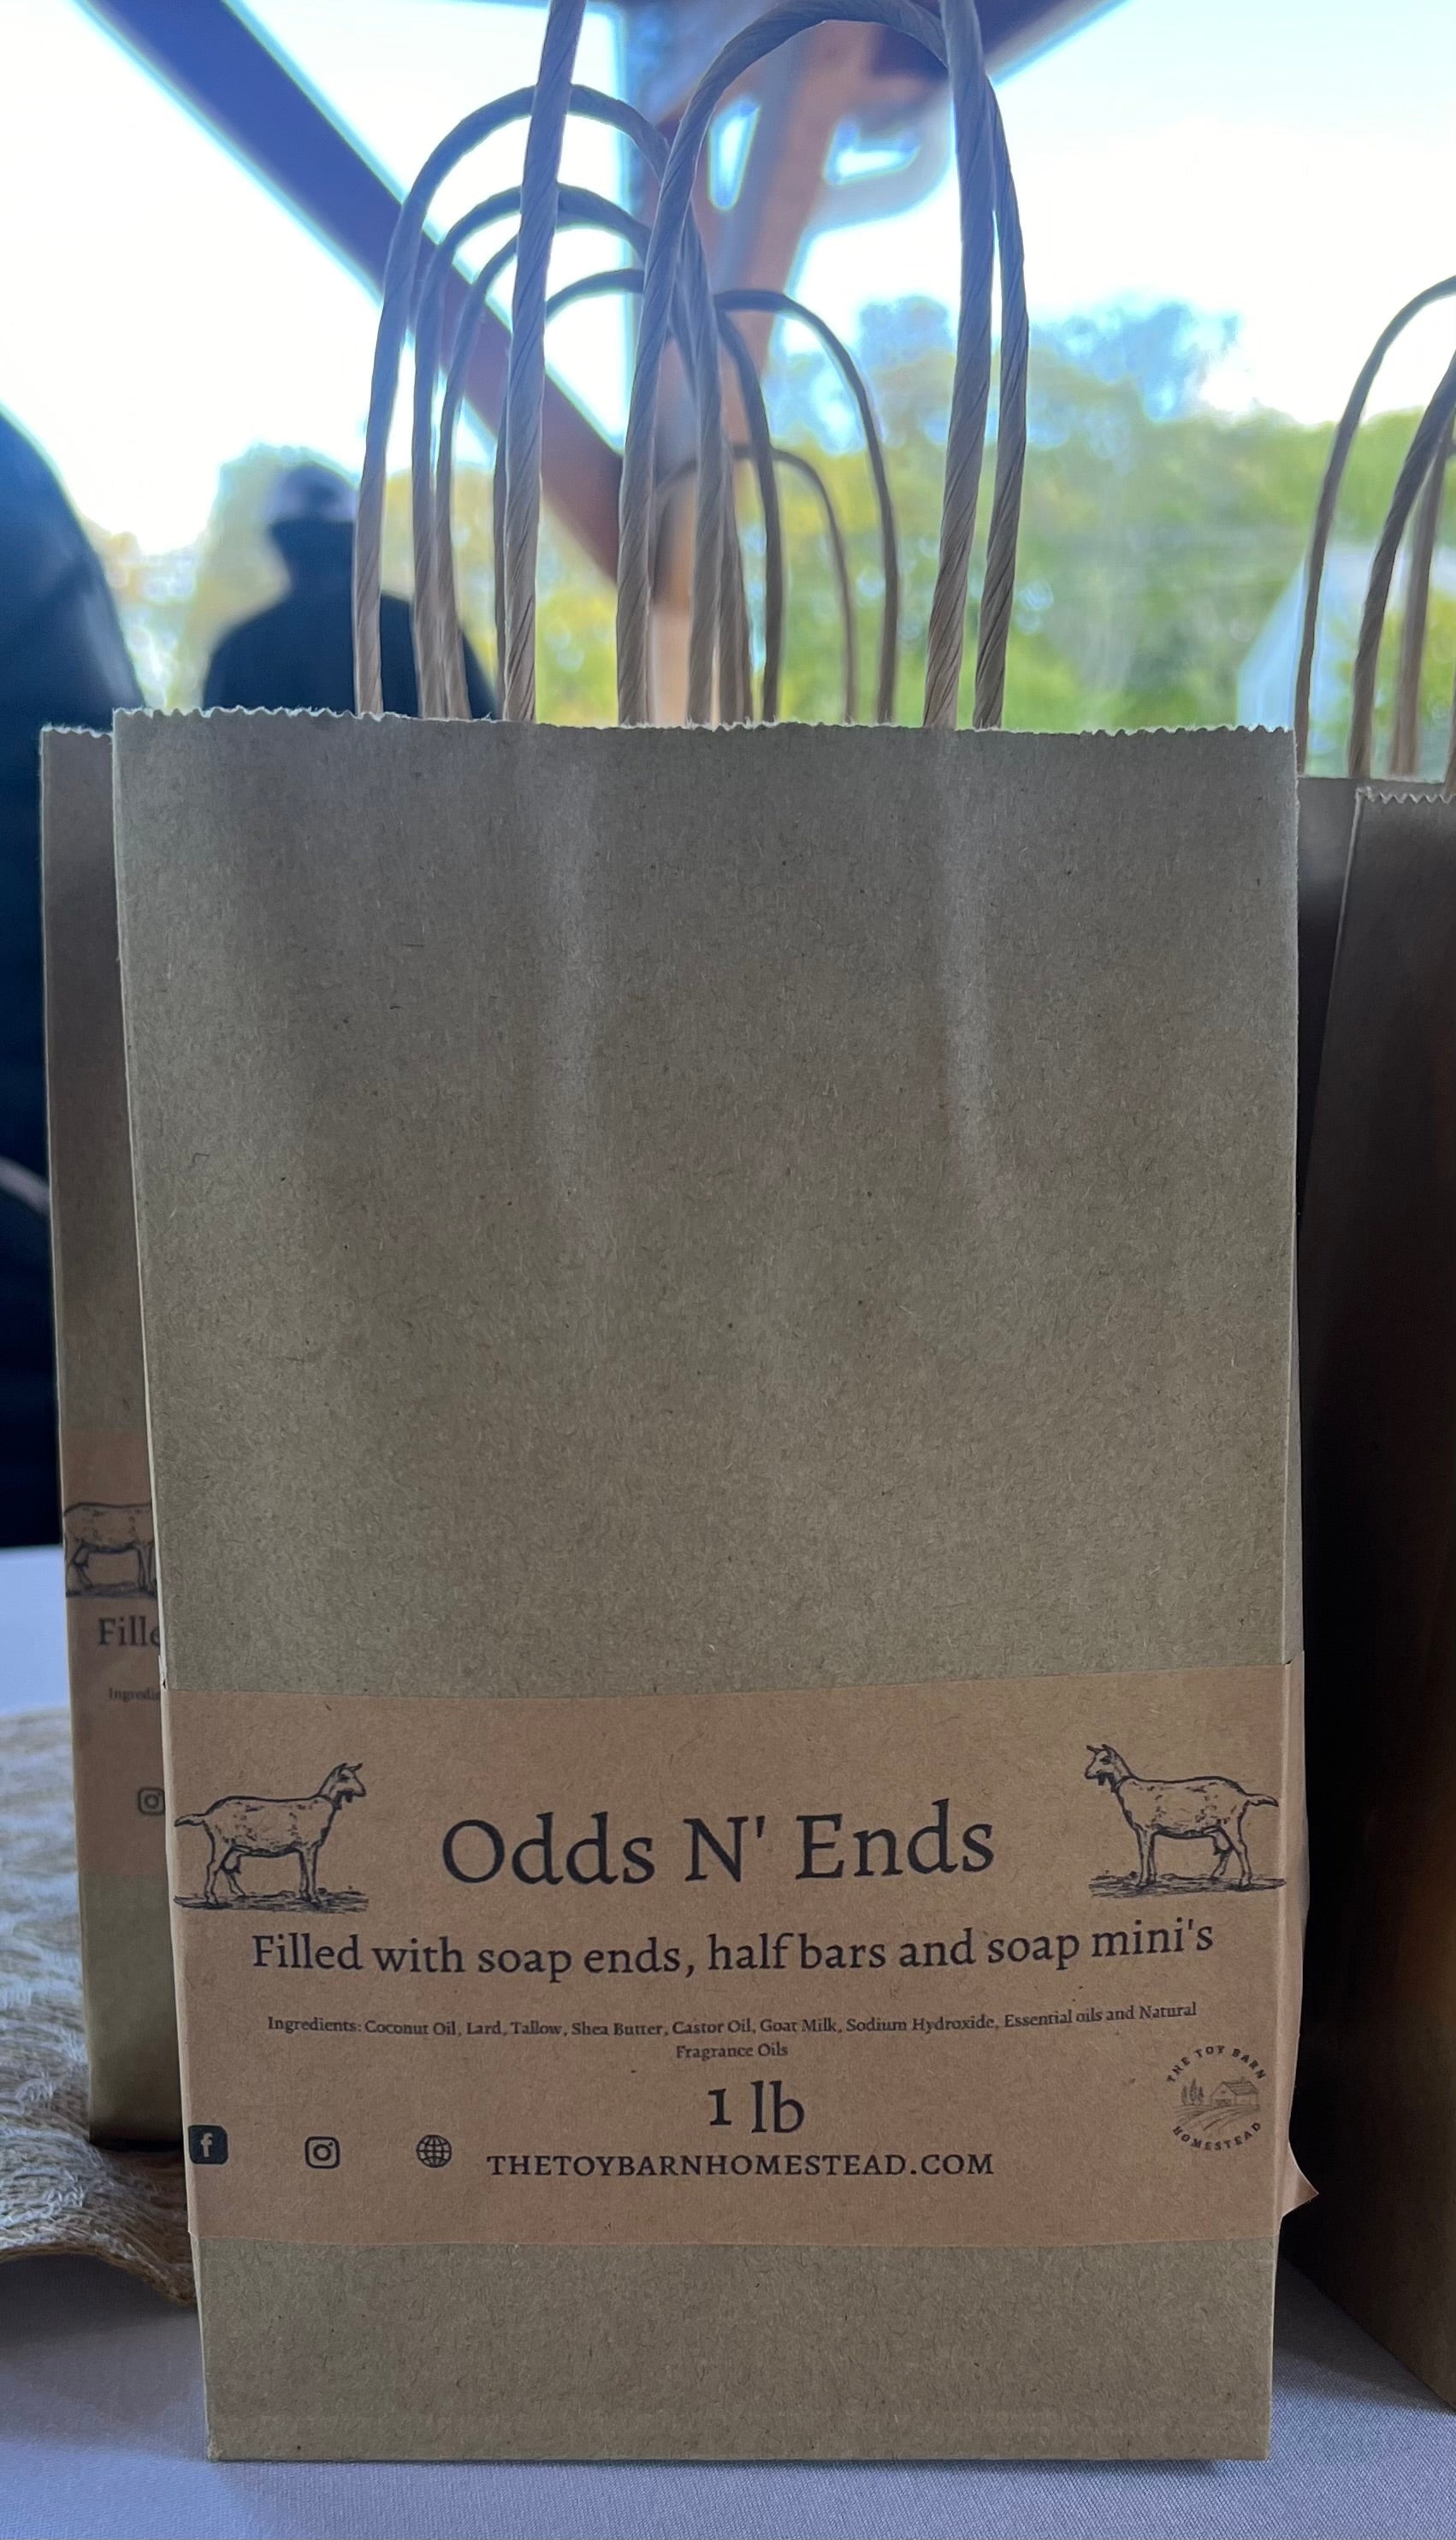 Odds N' Ends
Filled with soap ends, half bars and soap mini's
Ingredients: Coconut Oil, Lard, Tallow, Shea Butter, Castor Oil, Goat Milk, Sodium Hydroxide, Essential oils and Natural
Fragrance Oils
1 lb
THETOYBARNHOMESTEAD.COM
THE TOY BARN
HOMESTEAD
Fille
Ingredie